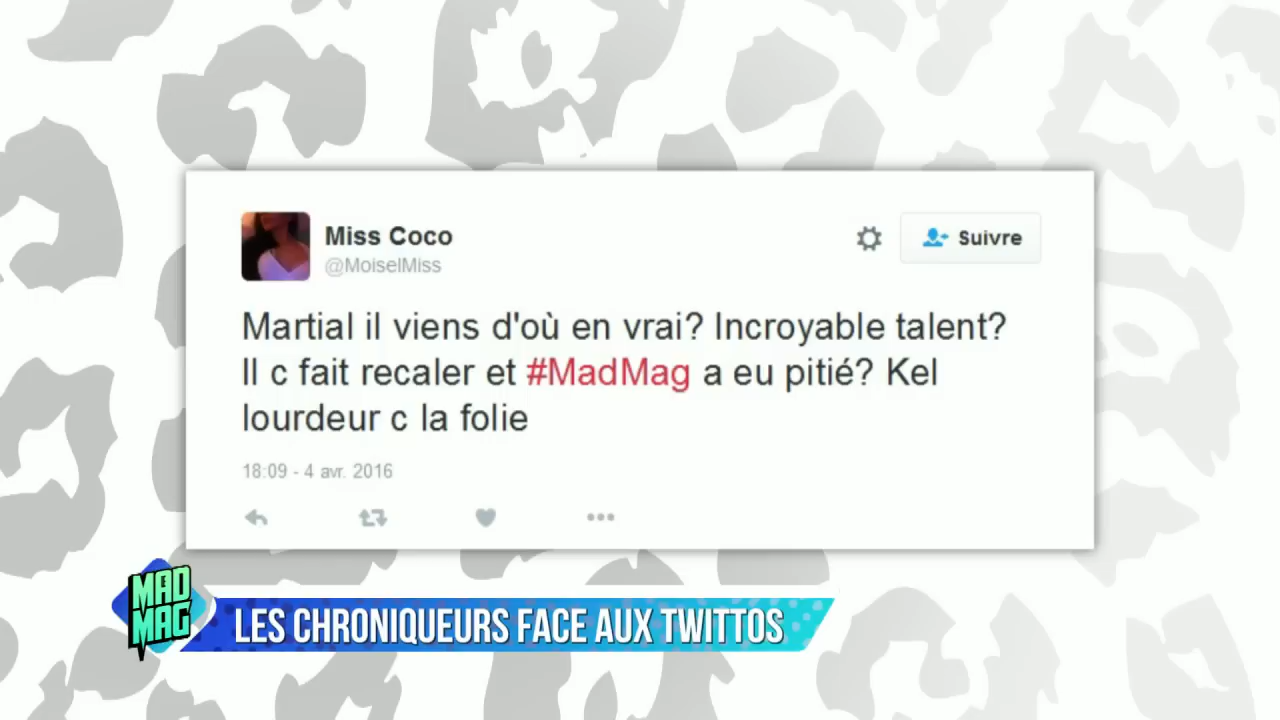 Miss Coco
@MoiselMiss
Suivre
Martial il viens d'où en vrai? Incroyable talent?
Il c fait recaler et #MadMag a eu pitié? Kel
lourdeur c la folie
18:09 - 4 avr. 2016
MAD
MAG
LES CHRONIQUEURS FACE AUX TWITTOS